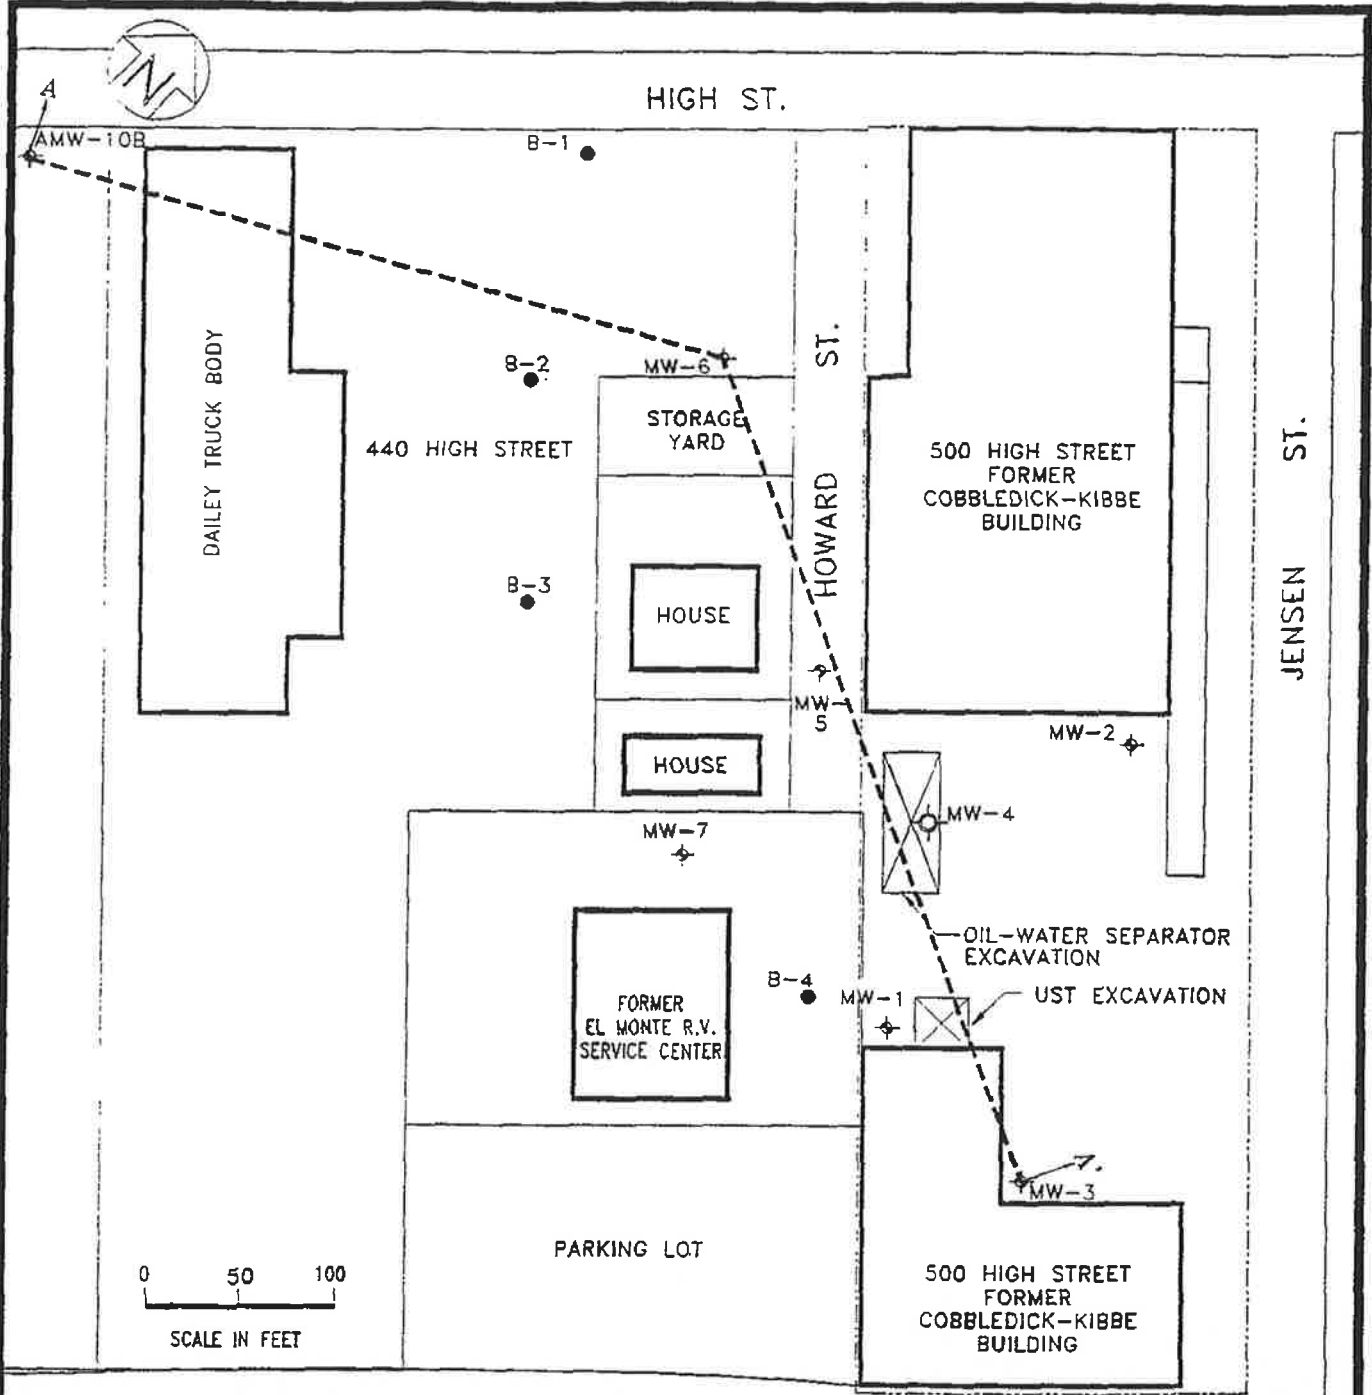 N
HIGH ST.
A
AMW-10B
B-1
DAILEY TRUCK BODY
B-2
MW-6
HOWARD ST.
STORAGE
YARD
440 HIGH STREET
500 HIGH STREET
FORMER
COBBLEDICK-KIBBE
BUILDING
JENSEN ST.
B-3
HOUSE
MW-
5
MW-2
HOUSE
MW-4
MW-7
OIL-WATER SEPARATOR
EXCAVATION
B-4
MW-1
UST EXCAVATION
FORMER
EL MONTE R.V.
SERVICE CENTER
MW-3
PARKING LOT
0 50 100
SCALE IN FEET
500 HIGH STREET
FORMER
COBBLEDICK-KIBBE
BUILDING